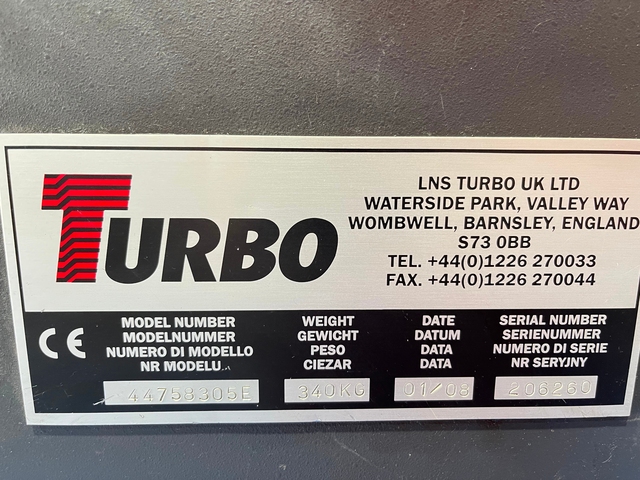 TURBO
LNS TURBO UK LTD
WATERSIDE PARK, VALLEY WAY
WOMBWELL, BARNSLEY, ENGLAND
S73 0BB
TEL. +44(0)1226 270033
FAX. +44(0)1226 270044
CE
MODEL NUMBER
MODELNUMMER
NUMERO DI MODELLO
NR MODELU
44758305E
WEIGHT
GEWICHT
PESO
CIEZAR
340KG
DATE
DATUM
DATA
DATA
01/08
SERIAL NUMBER
SERIENUMMER
NUMERO DI SERIE
NR SERYJNY
206260